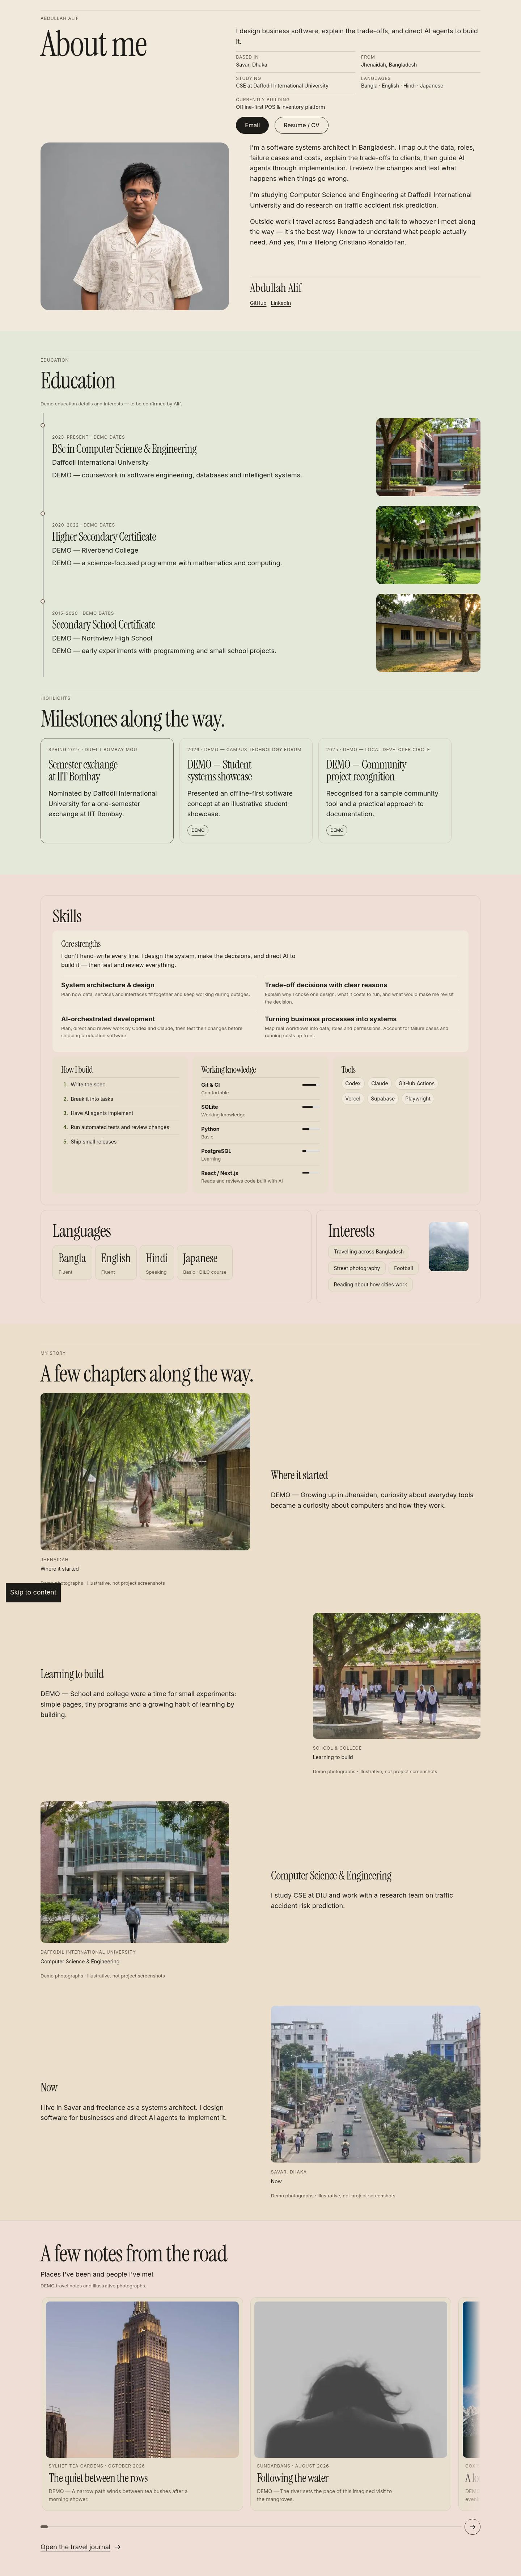 ABDULLAH ALIF
About me
I design business software, explain the trade-offs, and direct AI agents to build
it.
BASED IN
Savar, Dhaka
FROM
Jhenaidah, Bangladesh
STUDYING
CSE at Daffodil International University
LANGUAGES
Bangla · English · Hindi · Japanese
CURRENTLY BUILDING
Offline-first POS & inventory platform
Email
Resume / CV
I'm a software systems architect in Bangladesh. I map out the data, roles,
failure cases and costs, explain the trade-offs to clients, then guide AI
agents through implementation. I review the changes and test what
happens when things go wrong.
I'm studying Computer Science and Engineering at Daffodil International
University and do research on traffic accident risk prediction.
Outside work I travel across Bangladesh and talk to whoever I meet along
the way — it's the best way I know to understand what people actually
need. And yes, I'm a lifelong Cristiano Ronaldo fan.
Abdullah Alif
GitHub LinkedIn
EDUCATION
Education
Demo education details and interests — to be confirmed by Alif.
2023–PRESENT · DEMO DATES
BSc in Computer Science & Engineering
Daffodil International University
DEMO — coursework in software engineering, databases and intelligent systems.
2020–2022 · DEMO DATES
Higher Secondary Certificate
DEMO — Riverbend College
DEMO — a science-focused programme with mathematics and computing.
2015–2020 · DEMO DATES
Secondary School Certificate
DEMO — Northview High School
DEMO — early experiments with programming and small school projects.
HIGHLIGHTS
Milestones along the way.
SPRING 2027 · DIU–IIT BOMBAY MOU
Semester exchange
at IIT Bombay
Nominated by Daffodil International
University for a one-semester
exchange at IIT Bombay.
2026 · DEMO — CAMPUS TECHNOLOGY FORUM
DEMO — Student
systems showcase
Presented an offline-first software
concept at an illustrative student
showcase.
DEMO
2025 · DEMO — LOCAL DEVELOPER CIRCLE
DEMO — Community
project recognition
Recognised for a sample community
tool and a practical approach to
documentation.
DEMO
Skills
Core strengths
I don't hand-write every line. I design the system, make the decisions, and direct AI to
build it — then test and review everything.
System architecture & design
Plan how data, services and interfaces fit together and keep working during outages.
Trade-off decisions with clear reasons
Explain why I chose one design, what it costs to run, and what would make me revisit
the decision.
AI-orchestrated development
Plan, direct and review work by Codex and Claude, then test their changes before
shipping production software.
Turning business processes into systems
Map real workflows into data, roles and permissions. Account for failure cases and
running costs up front.
How I build
1. Write the spec
2. Break it into tasks
3. Have AI agents implement
4. Run automated tests and review changes
5. Ship small releases
Working knowledge
Git & CI
Comfortable
SQLite
Working knowledge
Python
Basic
PostgreSQL
Learning
React / Next.js
Reads and reviews code built with AI
Tools
Codex Claude GitHub Actions
Vercel Supabase Playwright
Languages
Bangla
Fluent
English
Fluent
Hindi
Speaking
Japanese
Basic · DILC course
Interests
Travelling across Bangladesh
Street photography Football
Reading about how cities work
MY STORY
A few chapters along the way.
Where it started
DEMO — Growing up in Jhenaidah, curiosity about everyday tools
became a curiosity about computers and how they work.
JHENAIDAH
Where it started
photographs · illustrative, not project screenshots
Skip to content
Learning to build
DEMO — School and college were a time for small experiments:
simple pages, tiny programs and a growing habit of learning by
building.
SCHOOL & COLLEGE
Learning to build
Demo photographs · illustrative, not project screenshots
Computer Science & Engineering
I study CSE at DIU and work with a research team on traffic
accident risk prediction.
DAFFODIL INTERNATIONAL UNIVERSITY
Computer Science & Engineering
Demo photographs · illustrative, not project screenshots
Now
I live in Savar and freelance as a systems architect. I design
software for businesses and direct AI agents to implement it.
SAVAR, DHAKA
Now
Demo photographs · illustrative, not project screenshots
A few notes from the road
Places I've been and people I've met
DEMO travel notes and illustrative photographs.
SYLHET TEA GARDENS · OCTOBER 2026
The quiet between the rows
DEMO — A narrow path winds between tea bushes after a
morning shower.
SUNDARBANS · AUGUST 2026
Following the water
DEMO — The river sets the pace of this imagined visit to
the mangroves.
Open the travel journal →